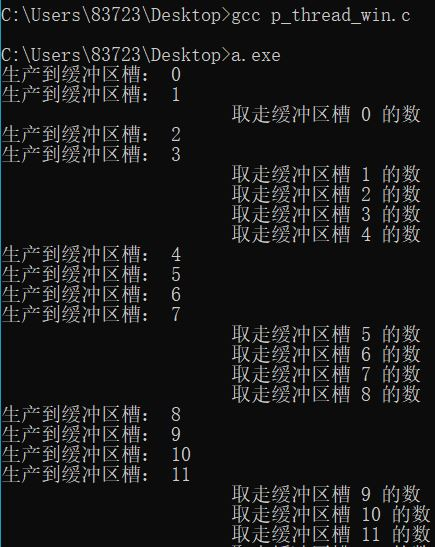 C:\Users\83723\Desktop>gcc p_thread_win.c
C:\Users\83723\Desktop>a.exe
生产到缓冲区槽： 0
生产到缓冲区槽： 1
取走缓冲区槽 0 的数
生产到缓冲区槽： 2
生产到缓冲区槽： 3
取走缓冲区槽 1 的数
取走缓冲区槽 2 的数
取走缓冲区槽 3 的数
取走缓冲区槽 4 的数
生产到缓冲区槽： 4
生产到缓冲区槽： 5
生产到缓冲区槽： 6
生产到缓冲区槽： 7
取走缓冲区槽 5 的数
取走缓冲区槽 6 的数
取走缓冲区槽 7 的数
取走缓冲区槽 8 的数
生产到缓冲区槽： 8
生产到缓冲区槽： 9
生产到缓冲区槽： 10
生产到缓冲区槽： 11
取走缓冲区槽 9 的数
取走缓冲区槽 10 的数
取走缓冲区槽 11 的数